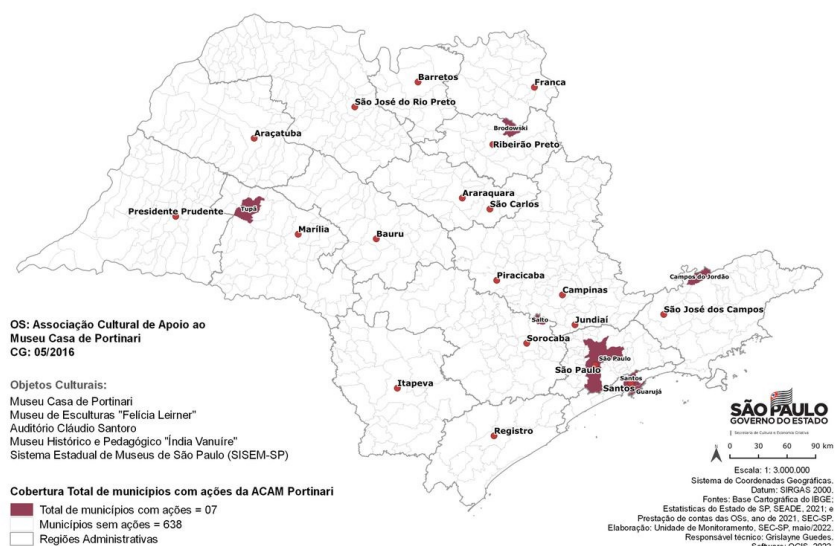 Barretos
Franca
São José do Rio Preto
Brodowski
Ribeirão Preto
Araçatuba
Araraquara
São Carlos
Presidente Prudente
Tupã
Marília
Bauru
Campos do Jordão
Piracicaba
Campinas
São José dos Campos
Salto
Jundiaí
Sorocaba
São Paulo
São Paulo
Santos
Santos
Guarujá
Itapeva
Registro
OS: Associação Cultural de Apoio ao
Museu Casa de Portinari
CG: 05/2016
Objetos Culturais:
Museu Casa de Portinari
Museu de Esculturas "Felícia Leirner"
Auditório Cláudio Santoro
Museu Histórico e Pedagógico "Índia Vanuíre"
Sistema Estadual de Museus de São Paulo (SISEM-SP)
Cobertura Total de municípios com ações da ACAM Portinari
Total de municípios com ações = 07
Municípios sem ações = 638
Regiões Administrativas
SÃO PAULO
GOVERNO DO ESTADO
Secretaria de Cultura e Economia Criativa
N
0 30 60 90 km
Escala: 1: 3.000.000
Sistema de Coordenadas Geográficas.
Datum: SIRGAS 2000.
Fontes: Base Cartográfica do IBGE;
Estatísticas do Estado de SP, SEADE, 2021; e
Prestação de contas das OSs, ano de 2021, SEC-SP.
Elaboração: Unidade de Monitoramento, SEC-SP, maio/2022.
Responsável técnico: Grislayne Guedes.
Software: QGIS, 2022.